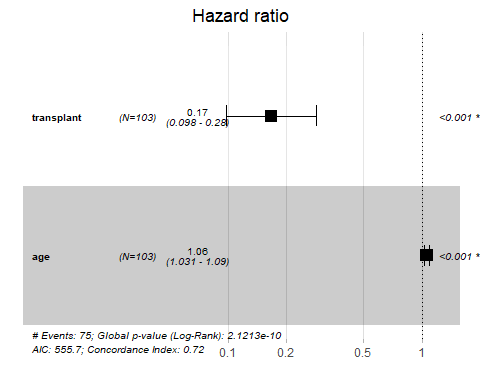 Hazard ratio
transplant (N=103) 0.17 <0.001 *
(0.098 - 0.28)
age (N=103) 1.06 <0.001 *
(1.031 - 1.09)
# Events: 75; Global p-value (Log-Rank): 2.1213e-10
AIC: 555.7; Concordance Index: 0.72
0.1 0.2 0.5 1